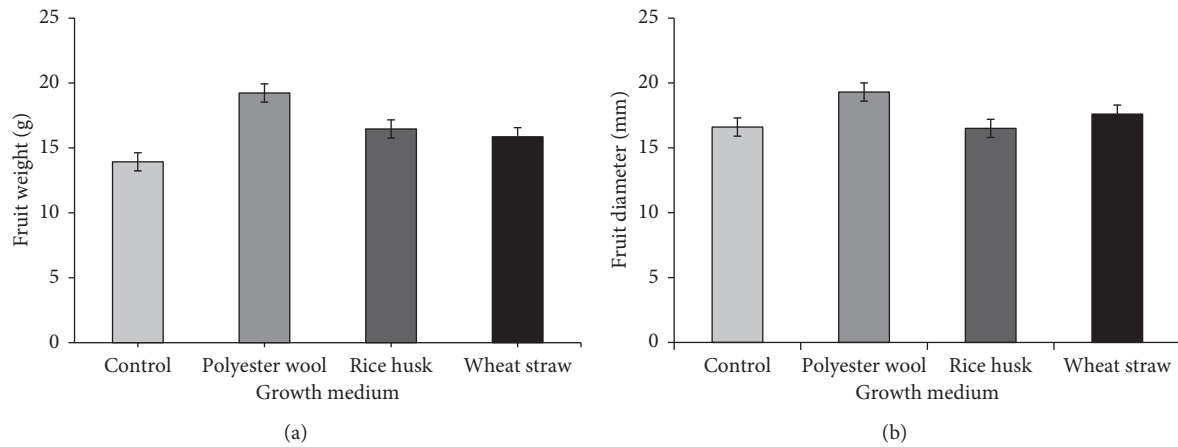 25
20
15
10
5
0
Fruit weight (g)
Control Polyester wool Rice husk Wheat straw
Growth medium
(a)
25
20
15
10
5
0
Fruit diameter (mm)
Control Polyester wool Rice husk Wheat straw
Growth medium
(b)